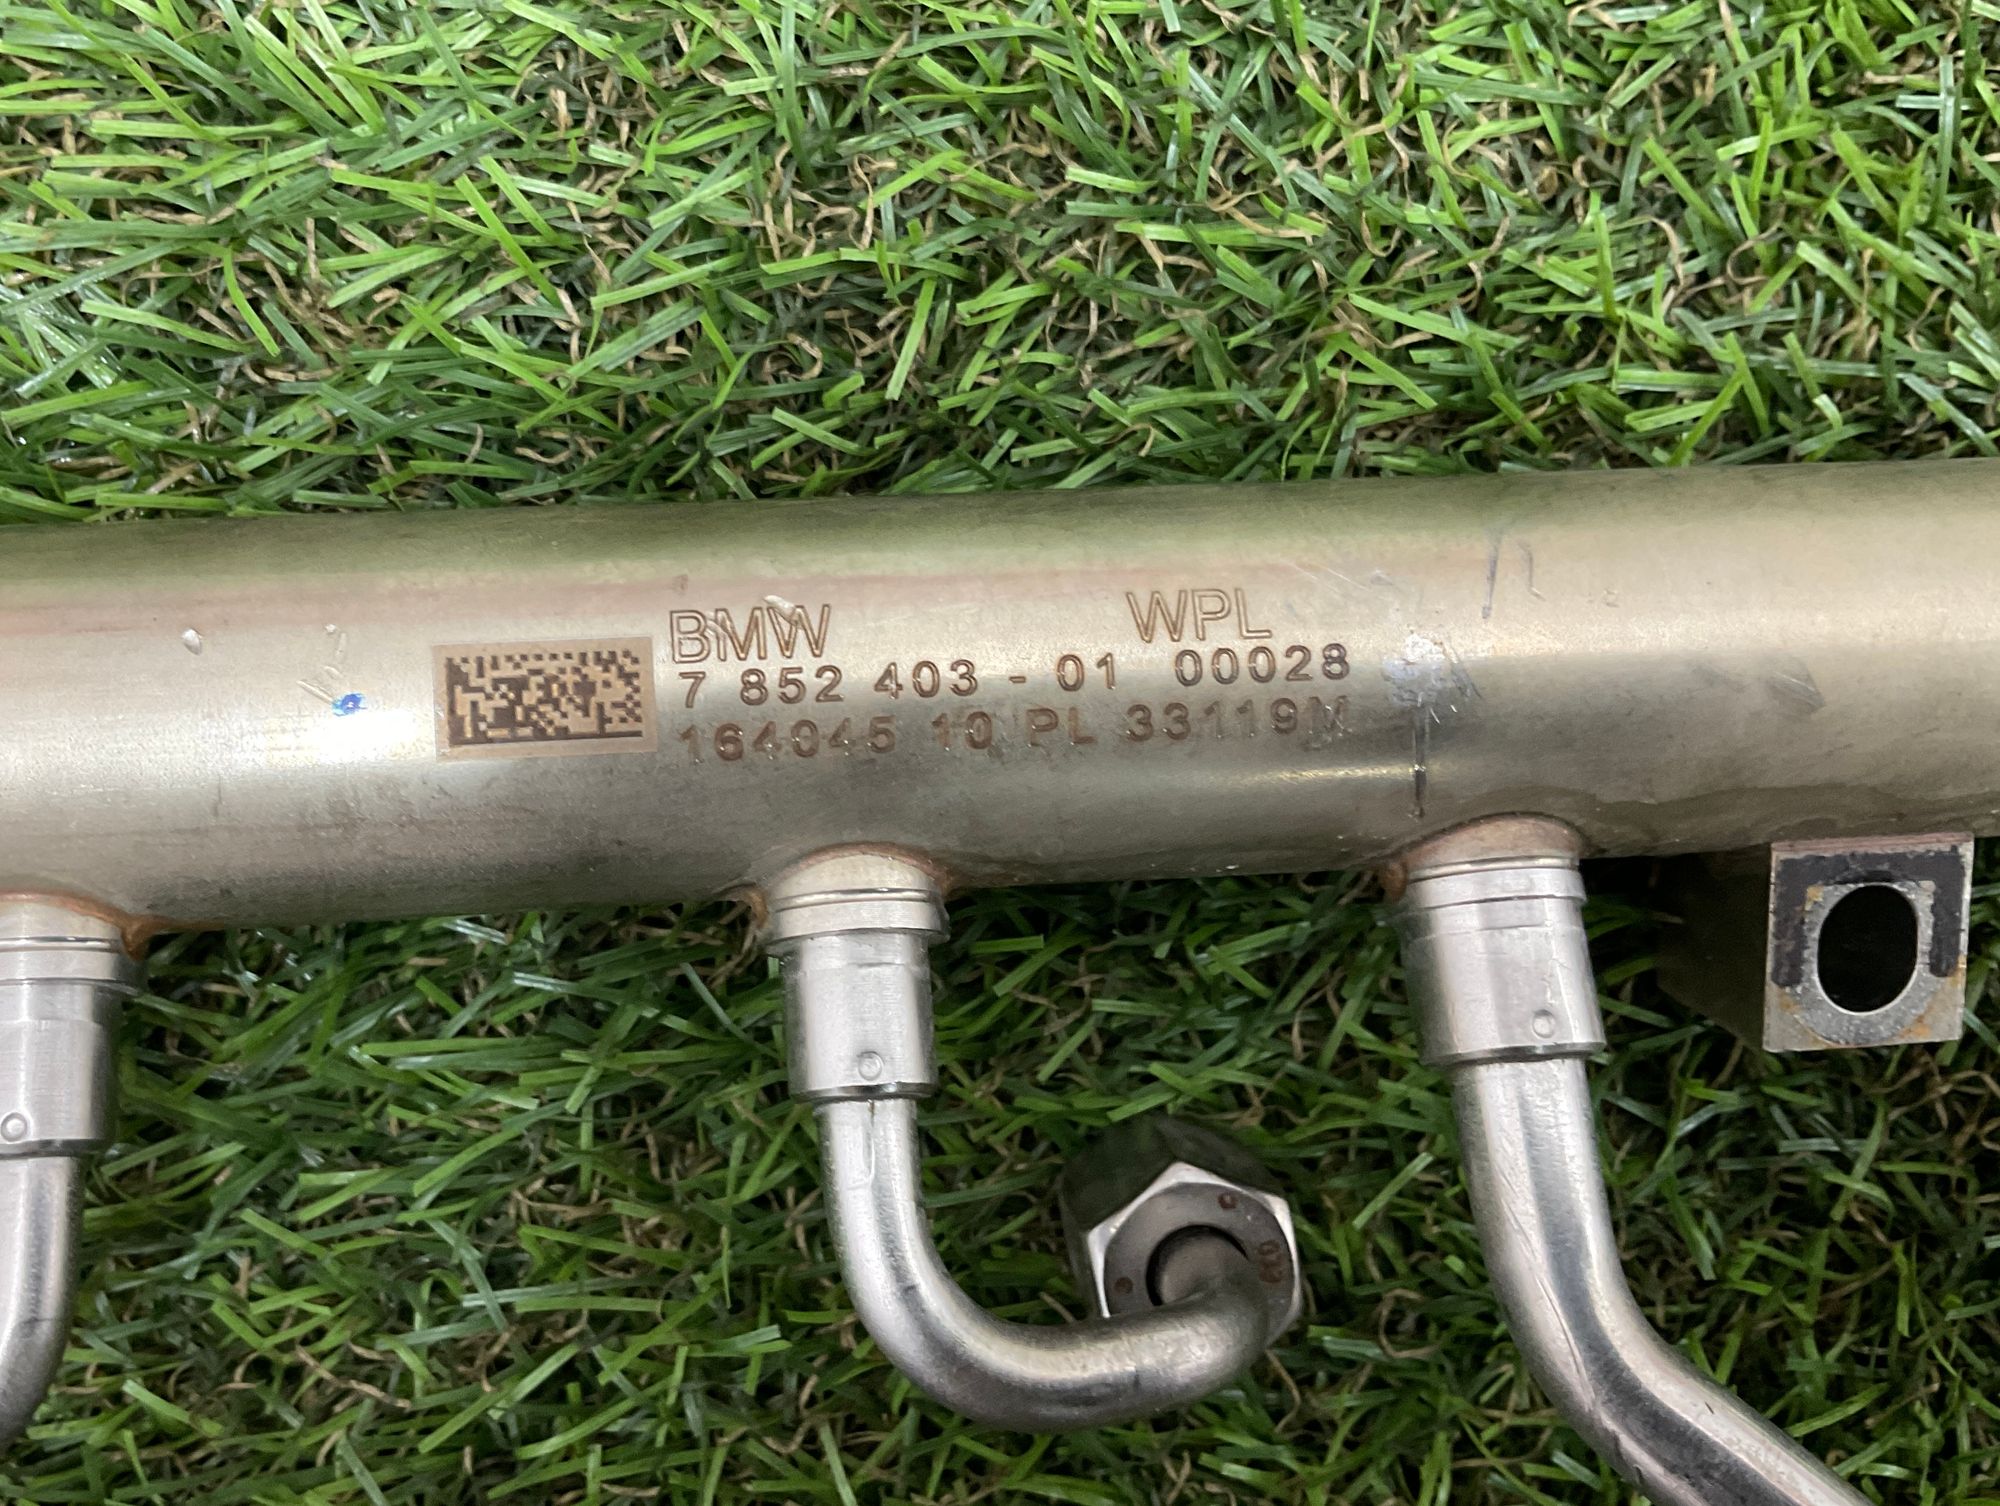 BMW WPL
7 852 403 - 01 00028
164045 10 PL 33119M